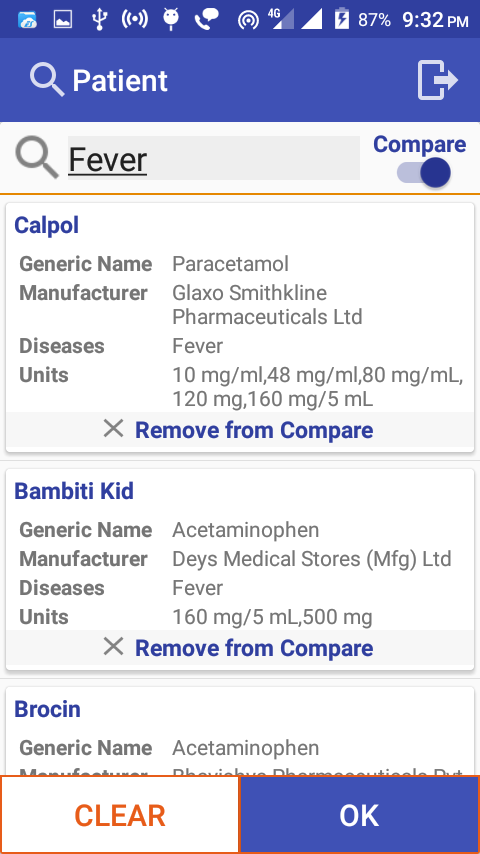 4G 87% 9:32 PM
Patient
Fever
Compare
Calpol
Generic Name Paracetamol
Manufacturer Glaxo Smithkline
Pharmaceuticals Ltd
Diseases Fever
Units 10 mg/ml,48 mg/ml,80 mg/mL,
120 mg,160 mg/5 mL
Remove from Compare
Bambiti Kid
Generic Name Acetaminophen
Manufacturer Deys Medical Stores (Mfg) Ltd
Diseases Fever
Units 160 mg/5 mL,500 mg
Remove from Compare
Brocin
Generic Name Acetaminophen
Manufacturer Pharmaceuticals Pvt
CLEAR OK